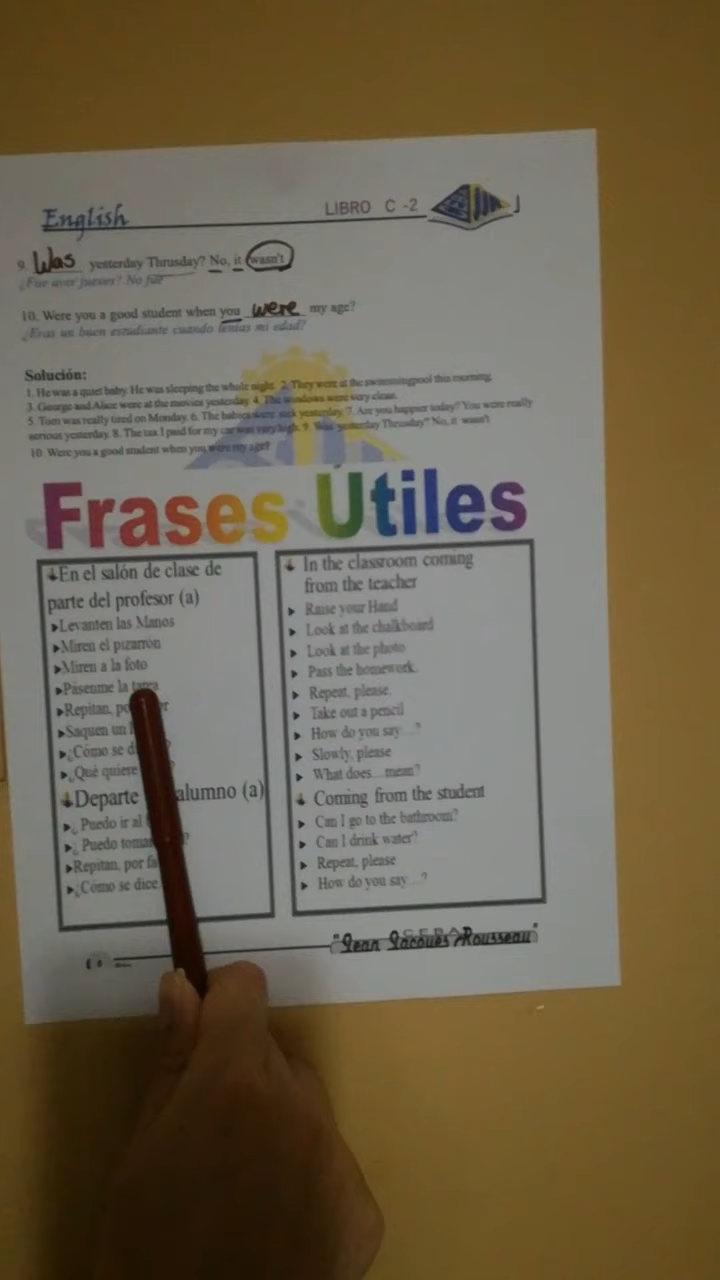 English
LIBRO C -2
9. Was yesterday Thrusday? No, it wasn't
¿Fue ayer jueves? No fue
10. Were you a good student when you were my age?
¿Eras un buen estudiante cuando tenías mi edad?
Solución:
1. He was a quiet baby. He was sleeping the whole night. 2. They were at the swimmingpool this morning.
3. George and Alice were at the movies yesterday. 4. The windows were very clean.
5. Tom was really tired on Monday. 6. The babies were sick yesterday. 7. Are you happier today? You were really
serious yesterday. 8. The tax I paid for my car was very high. 9. Was yesterday Thrusday? No, it wasn't
10. Were you a good student when you were my age?
Frases Útiles
En el salón de clase de
parte del profesor (a)
Levanten las Manos
Miren el pizarrón
Miren a la foto
Pásenme la tarea
Repitan, por
Saquen un
¿Cómo se
¿Qué quiere
Departe alumno (a)
¿ Puedo ir al
¿ Puedo
Repitan, por
¿Cómo se dice
In the classroom coming
from the teacher
Raise your Hand
Look at the chalkboard
Look at the photo
Pass the homework.
Repeat, please.
Take out a pencil
How do you say...?
Slowly, please
What does...mean?
Coming from the student
Can I go to the bathroom?
Can I drink water?
Repeat, please
How do you say....?
CEBA
"Jean Jacques Rousseau"